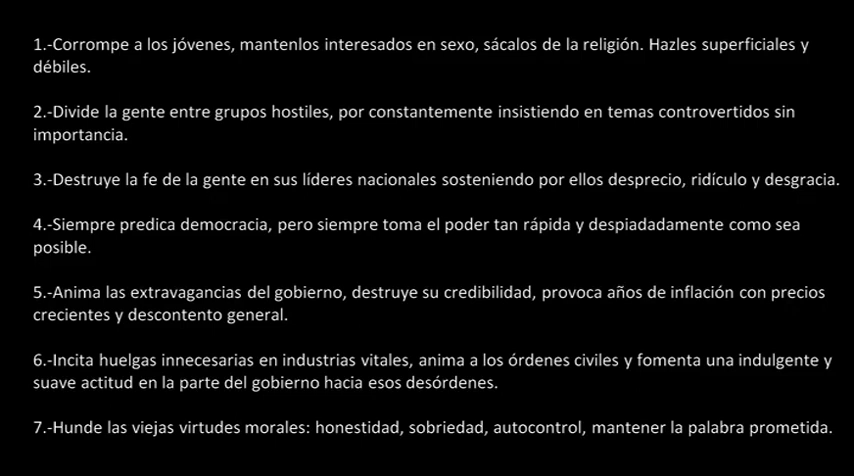 1.-Corrompe a los jóvenes, mantenlos interesados en sexo, sácalos de la religión. Hazles superficiales y
débiles.
2.-Divide la gente entre grupos hostiles, por constantemente insistiendo en temas controvertidos sin
importancia.
3.-Destruye la fe de la gente en sus líderes nacionales sosteniendo por ellos desprecio, ridículo y desgracia.
4.-Siempre predica democracia, pero siempre toma el poder tan rápida y despiadadamente como sea
posible.
5.-Anima las extravagancias del gobierno, destruye su credibilidad, provoca años de inflación con precios
crecientes y descontento general.
6.-Incita huelgas innecesarias en industrias vitales, anima a los órdenes civiles y fomenta una indulgente y
suave actitud en la parte del gobierno hacia esos desórdenes.
7.-Hunde las viejas virtudes morales: honestidad, sobriedad, autocontrol, mantener la palabra prometida.